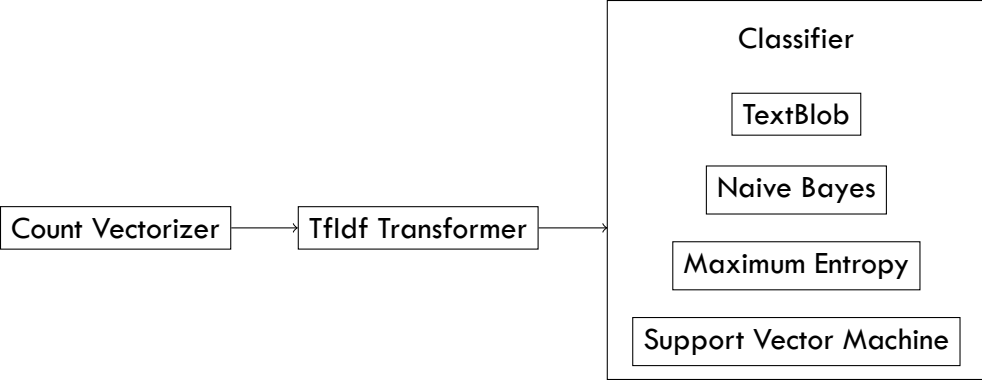 Classifier
TextBlob
Naive Bayes
Count Vectorizer
TfIdf Transformer
Maximum Entropy
Support Vector Machine